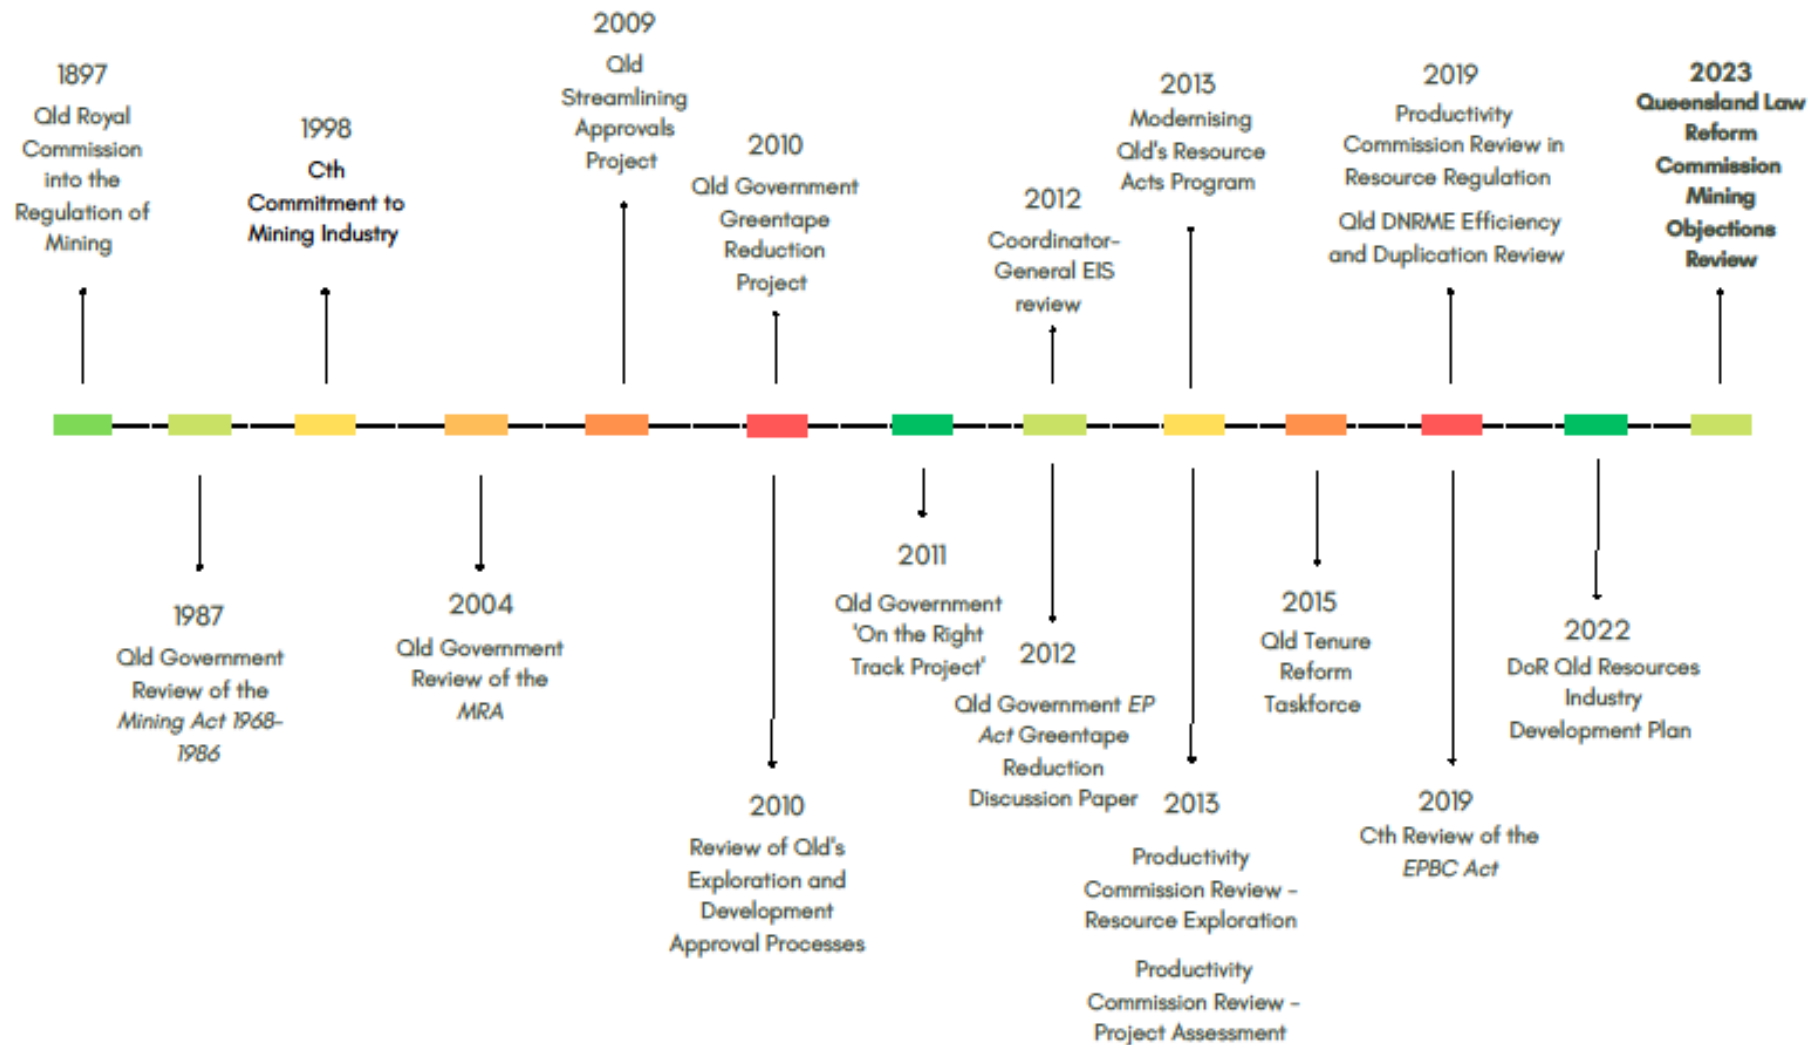 1897
Qld Royal
Commission
into the
Regulation of
Mining
1998
Cth
Commitment to
Mining Industry
2009
Qld
Streamlining
Approvals
Project
2010
Qld Government
Greentape
Reduction
Project
2012
Coordinator-
General EIS
review
2013
Modernising
Qld's Resource
Acts Program
2019
Productivity
Commission Review in
Resource Regulation
Qld DNRME Efficiency
and Duplication Review
2023
Queensland Law
Reform
Commission
Mining
Objections
Review
1987
Qld Government
Review of the
Mining Act 1968-
1986
2004
Qld Government
Review of the
MRA
2010
Review of Qld's
Exploration and
Development
Approval Processes
2011
Qld Government
'On the Right
Track Project'
2012
Qld Government EP
Act Greentape
Reduction
Discussion Paper
2013
Productivity
Commission Review -
Resource Exploration
Productivity
Commission Review -
Project Assessment
2015
Qld Tenure
Reform
Taskforce
2019
Cth Review of the
EPBC Act
2022
DoR Qld Resources
Industry
Development Plan